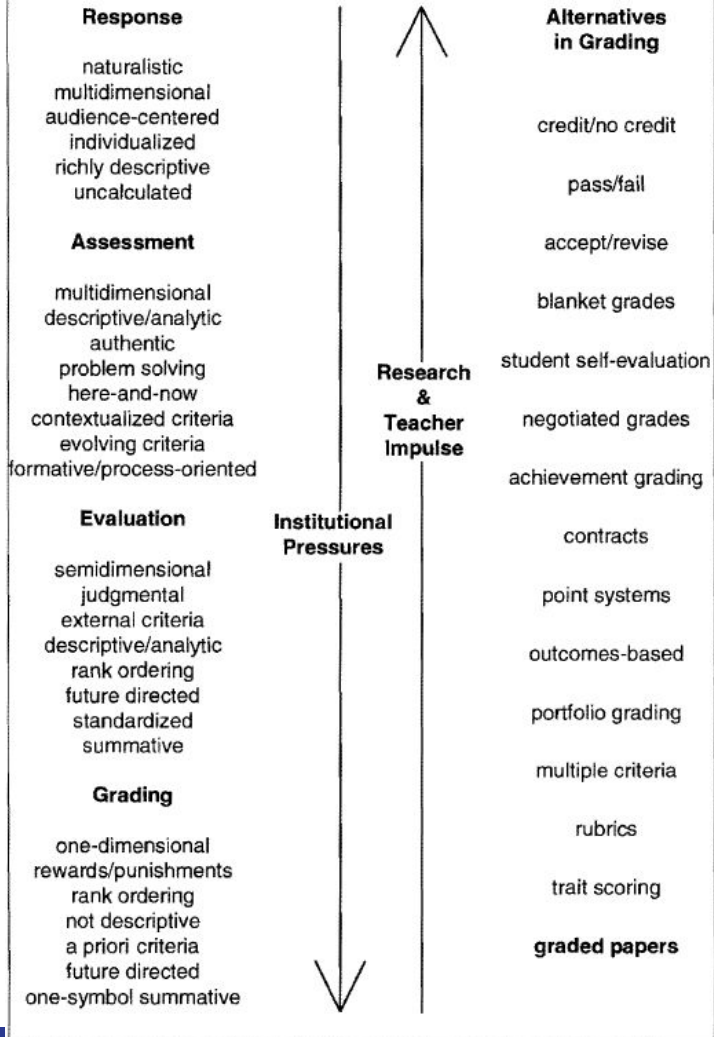 Response
naturalistic
multidimensional
audience-centered
individualized
richly descriptive
uncalculated
Assessment
multidimensional
descriptive/analytic
authentic
problem solving
here-and-now
contextualized criteria
evolving criteria
formative/process-oriented
Evaluation
semidimensional
judgmental
external criteria
descriptive/analytic
rank ordering
future directed
standardized
summative
Grading
one-dimensional
rewards/punishments
rank ordering
not descriptive
a priori criteria
future directed
one-symbol summative
Institutional
Pressures
Research
&
Teacher
Impulse
Alternatives
in Grading
credit/no credit
pass/fail
accept/revise
blanket grades
student self-evaluation
negotiated grades
achievement grading
contracts
point systems
outcomes-based
portfolio grading
multiple criteria
rubrics
trait scoring
graded papers